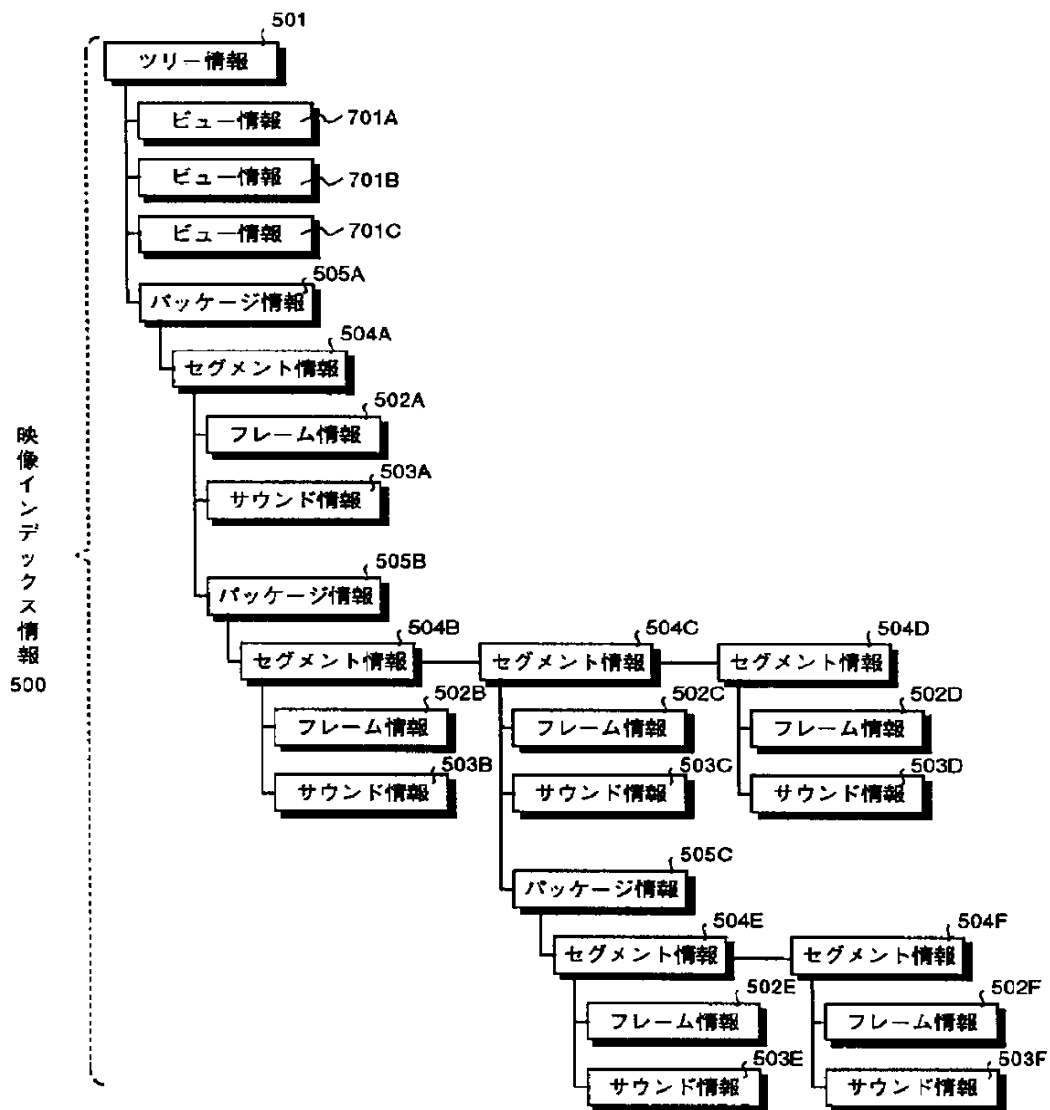 501
ツリー情報
ビュー情報 701A
ビュー情報 701B
ビュー情報 701C
505A
パッケージ情報
504A
セグメント情報
502A
フレーム情報
503A
サウンド情報
505B
パッケージ情報
504B 504C 504D
セグメント情報 セグメント情報 セグメント情報
502B 502C 502D
フレーム情報 フレーム情報 フレーム情報
503B 503C 503D
サウンド情報 サウンド情報 サウンド情報
505C
パッケージ情報
504E 504F
セグメント情報 セグメント情報
502E 502F
フレーム情報 フレーム情報
503E 503F
サウンド情報 サウンド情報
映像インデックス情報
500